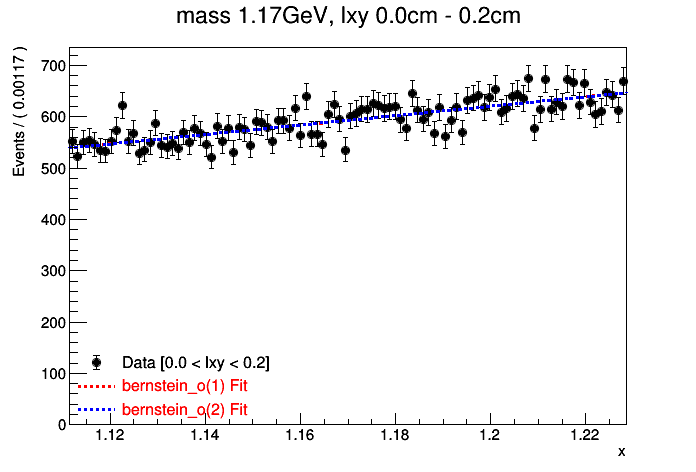 mass 1.17GeV, lxy 0.0cm - 0.2cm
Events / ( 0.00117 )
700
600
500
400
300
200
100
0
Data [0.0 < lxy < 0.2]
bernstein_o(1) Fit
bernstein_o(2) Fit
1.12 1.14 1.16 1.18 1.2 1.22
x